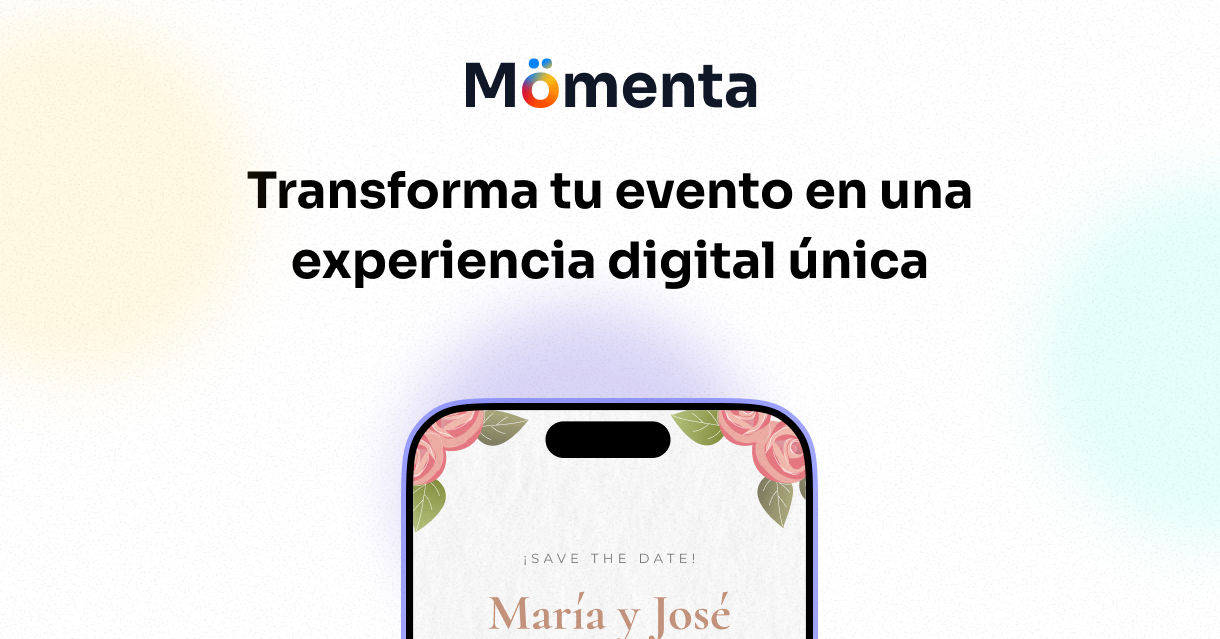 Mömenta
Transforma tu evento en una
experiencia digital única
¡SAVE THE DATE!
María y José